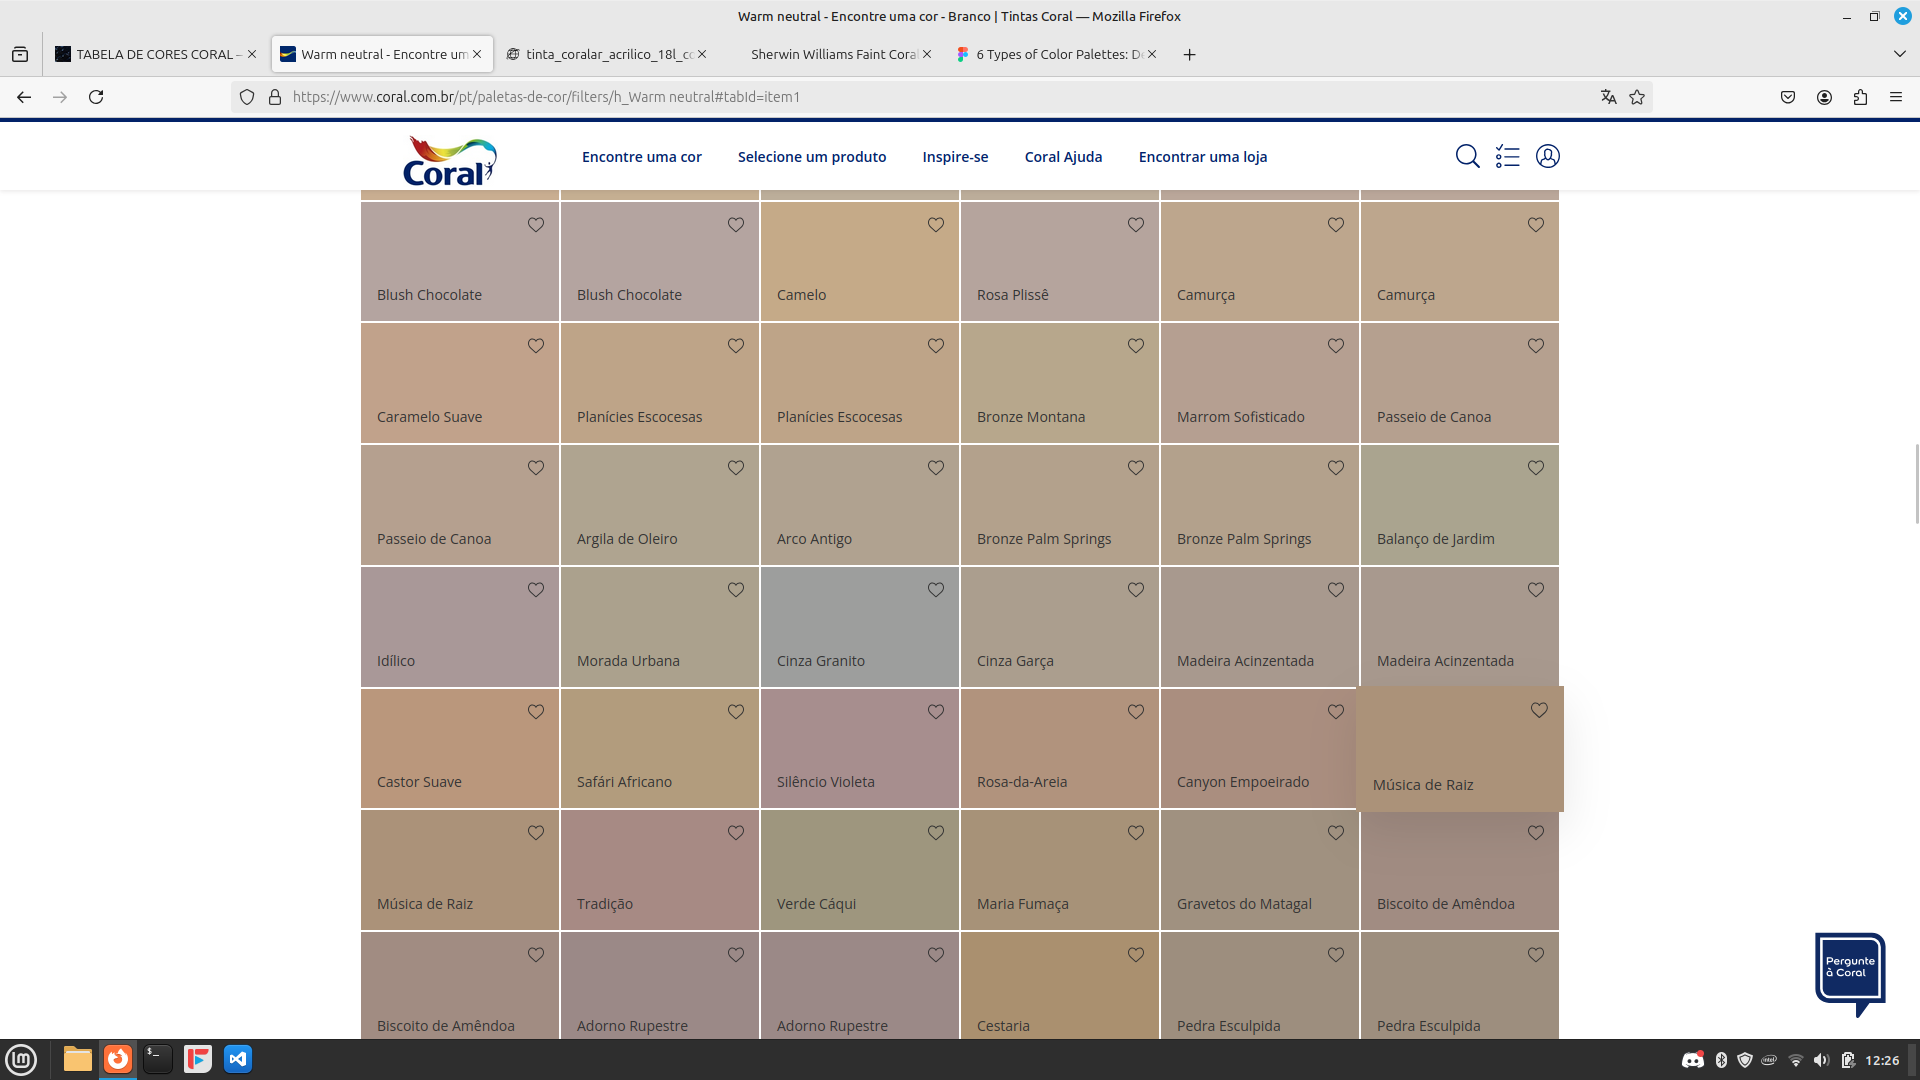 Warm neutral - Encontre uma cor - Branco | Tintas Coral — Mozilla Firefox
TABELA DE CORES CORAL –
Warm neutral - Encontre um
tinta_coralar_acrilico_18l_co
Sherwin Williams Faint Coral
6 Types of Color Palettes: De
https://www.coral.com.br/pt/paletas-de-cor/filters/h_Warm neutral#tabId=item1
Coral
Encontre uma cor
Selecione um produto
Inspire-se
Coral Ajuda
Encontrar uma loja
Blush Chocolate
Blush Chocolate
Camelo
Rosa Plissê
Camurça
Camurça
Caramelo Suave
Planícies Escocesas
Planícies Escocesas
Bronze Montana
Marrom Sofisticado
Passeio de Canoa
Passeio de Canoa
Argila de Oleiro
Arco Antigo
Bronze Palm Springs
Bronze Palm Springs
Balanço de Jardim
Idílico
Morada Urbana
Cinza Granito
Cinza Garça
Madeira Acinzentada
Madeira Acinzentada
Castor Suave
Safári Africano
Silêncio Violeta
Rosa-da-Areia
Canyon Empoeirado
Música de Raiz
Música de Raiz
Tradição
Verde Cáqui
Maria Fumaça
Gravetos do Matagal
Biscoito de Amêndoa
Biscoito de Amêndoa
Adorno Rupestre
Adorno Rupestre
Cestaria
Pedra Esculpida
Pedra Esculpida
Pergunte
à Coral
12:26